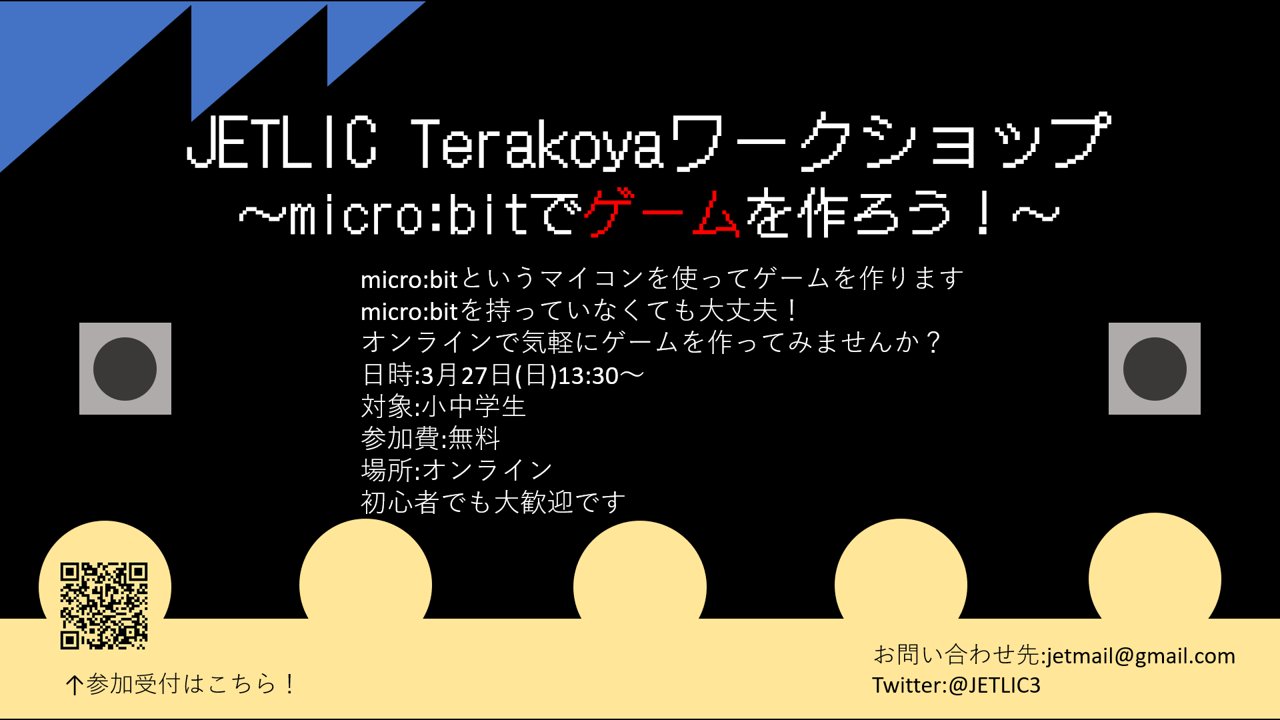 JETLIC Terakoyaワークショップ
～micro:bitでゲームを作ろう！～
micro:bitというマイコンを使ってゲームを作ります
micro:bitを持っていなくても大丈夫！
オンラインで気軽にゲームを作ってみませんか？
日時:3月27日(日)13:30～
対象:小中学生
参加費:無料
場所:オンライン
初心者でも大歓迎です
↑参加受付はこちら！
お問い合わせ先:jetmail@gmail.com
Twitter:@JETLIC3